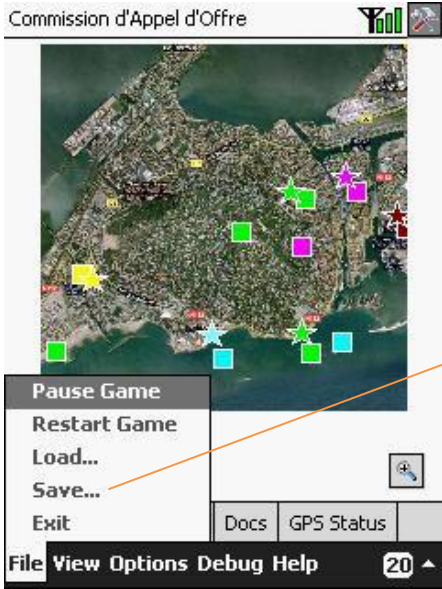 Commission d'Appel d'Offre
Pause Game
Restart Game
Load...
Save...
Exit
Docs
GPS Status
File View Options Debug Help
20